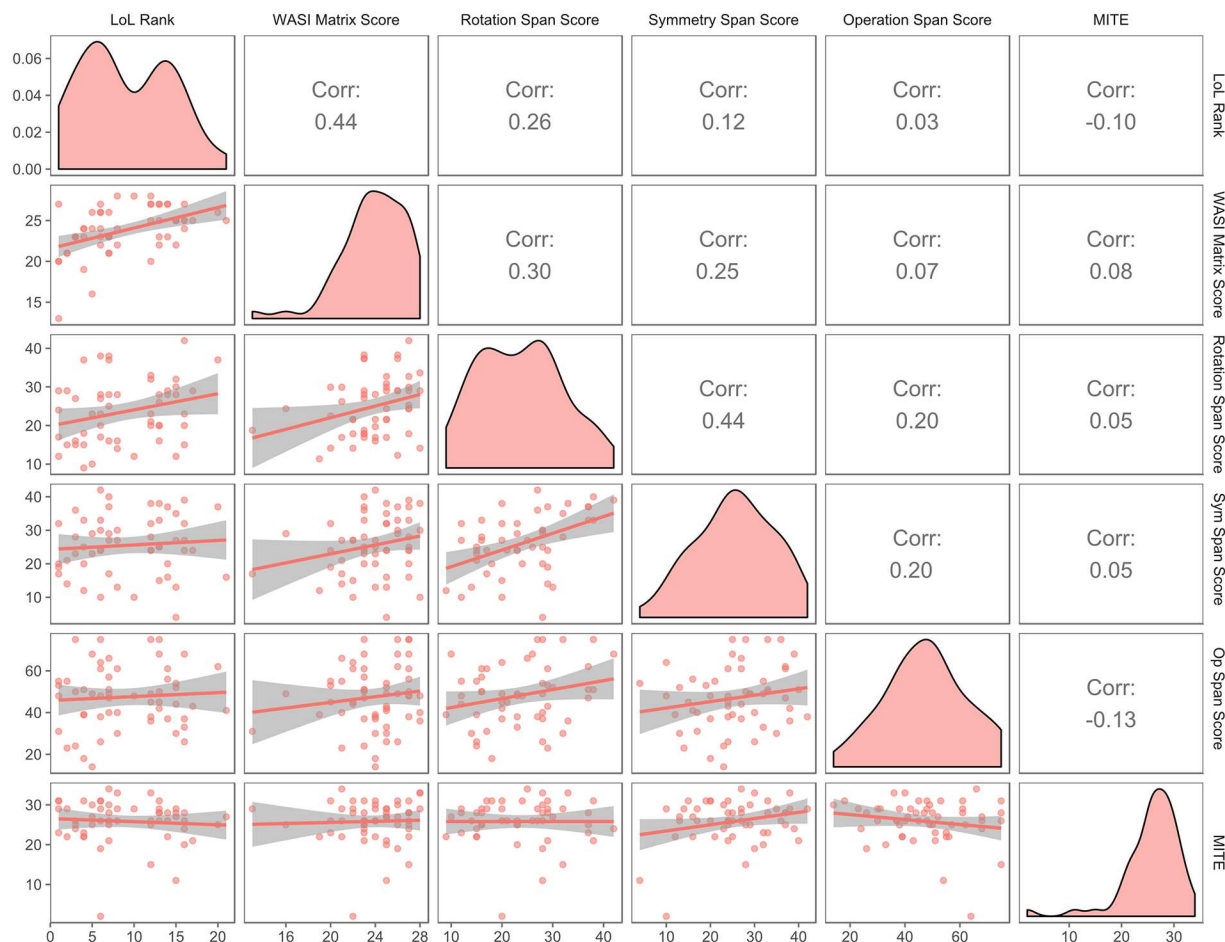 LoL Rank WASI Matrix Score Rotation Span Score Symmetry Span Score Operation Span Score MITE
0.06
0.04
0.02
0.00
Corr:
0.44
Corr:
0.26
Corr:
0.12
Corr:
0.03
Corr:
-0.10
LoL Rank
25
20
15
Corr:
0.30
Corr:
0.25
Corr:
0.07
Corr:
0.08
WASI Matrix Score
40
30
20
10
Corr:
0.44
Corr:
0.20
Corr:
0.05
Rotation Span Score
40
30
20
10
Corr:
0.20
Corr:
0.05
Sym Span Score
60
40
20
Corr:
-0.13
Op Span Score
30
20
10
MITE
0 5 10 15 20 16 20 24 28 10 20 30 40 10 20 30 40 20 40 60 10 20 30